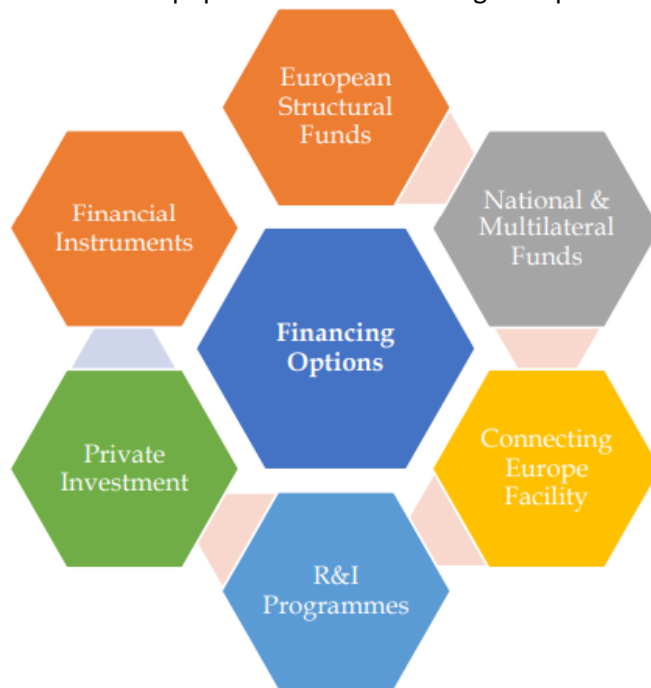 European
Structural
Funds
National &
Multilateral
Funds
Connecting
Europe
Facility
R&I
Programmes
Private
Investment
Financial
Instruments
Financing
Options